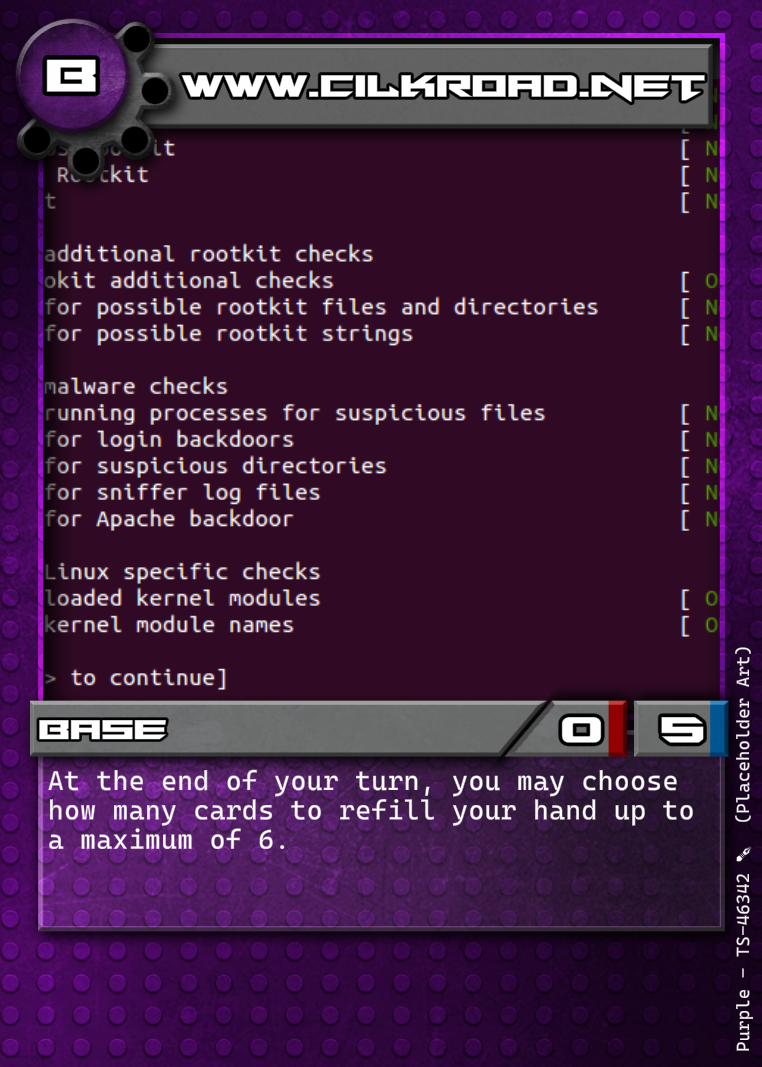 B
WWW.CILKROAD.NET
it [ N
Rootkit [ N
t [ N
additional rootkit checks
okit additional checks [ O
for possible rootkit files and directories [ N
for possible rootkit strings [ N
malware checks
running processes for suspicious files [ N
for login backdoors [ N
for suspicious directories [ N
for sniffer log files [ N
for Apache backdoor [ N
Linux specific checks
loaded kernel modules [ O
kernel module names [ O
> to continue]
BASE 0 5
At the end of your turn, you may choose
how many cards to refill your hand up to
a maximum of 6.
Purple - TS-46342 (Placeholder Art)